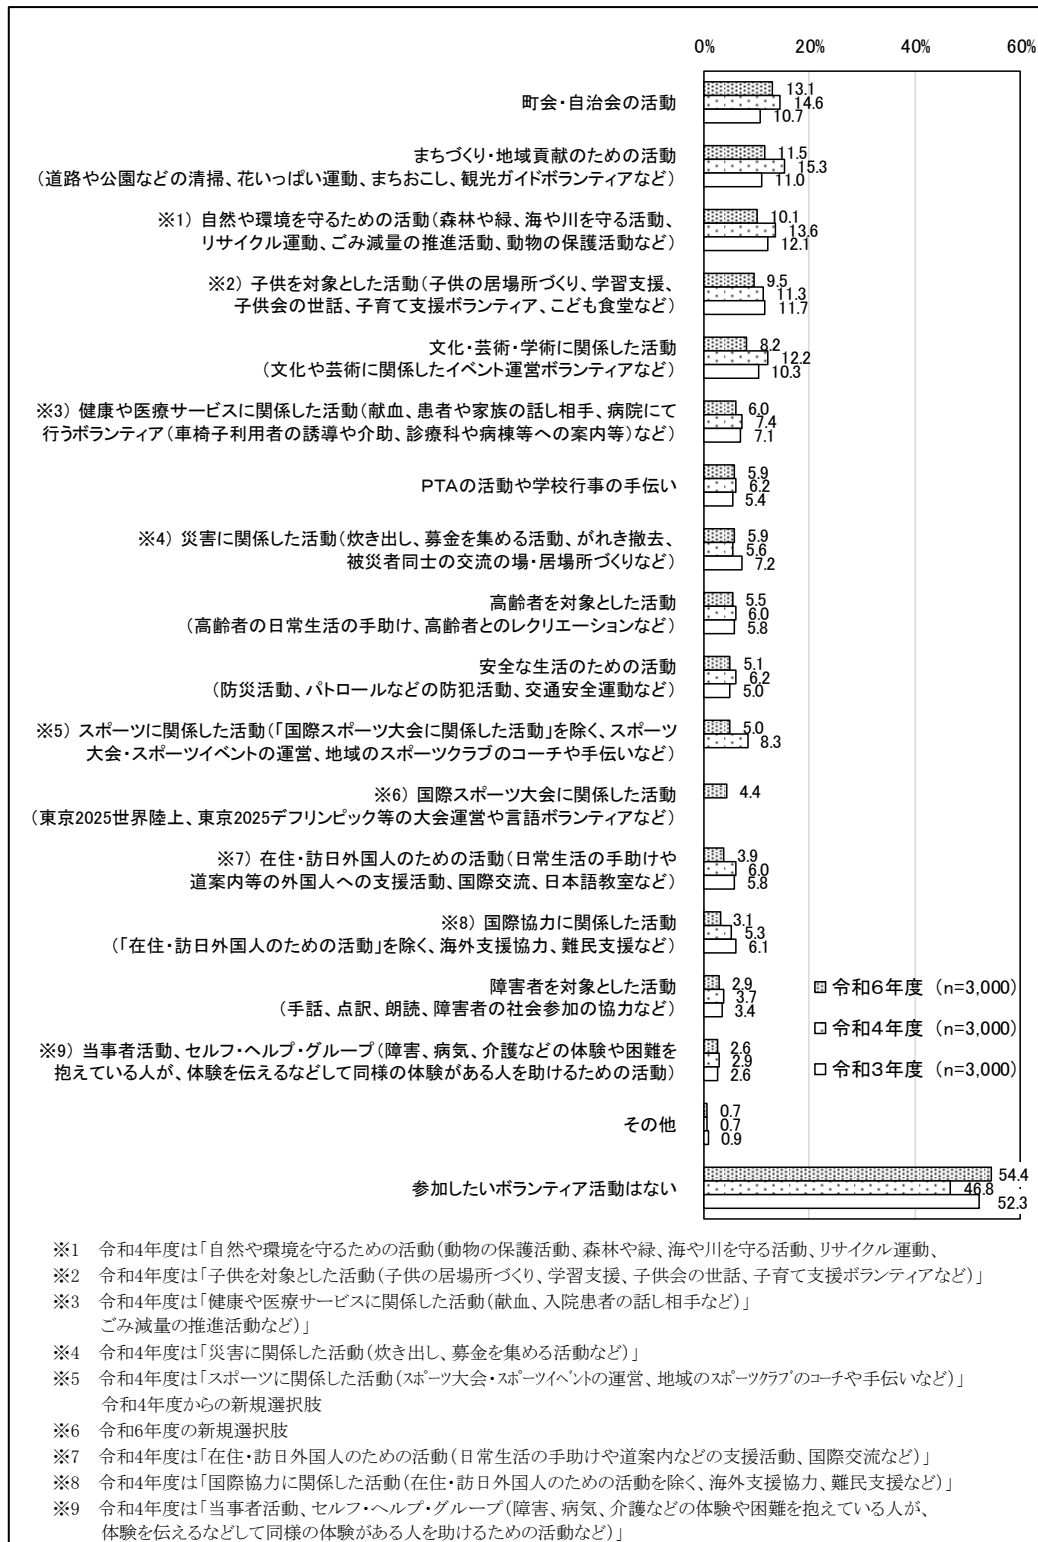 0% 20% 40% 60%
町会・自治会の活動
13.1
14.6
10.7
まちづくり・地域貢献のための活動
(道路や公園などの清掃、花いっぱい運動、まちおこし、観光ガイドボランティアなど)
11.5
15.3
11.0
※1) 自然や環境を守るための活動(森林や緑、海や川を守る活動、
リサイクル運動、ごみ減量の推進活動、動物の保護活動など)
10.1
13.6
12.1
※2) 子供を対象とした活動(子供の居場所づくり、学習支援、
子供会の世話、子育て支援ボランティア、こども食堂など)
9.5
11.3
11.7
文化・芸術・学術に関係した活動
(文化や芸術に関係したイベント運営ボランティアなど)
8.2
12.2
10.3
※3) 健康や医療サービスに関係した活動(献血、患者や家族の話し相手、病院にて
行うボランティア(車椅子利用者の誘導や介助、診療科や病棟等への案内等)など)
6.0
7.4
7.1
PTAの活動や学校行事の手伝い
5.9
6.2
5.4
※4) 災害に関係した活動(炊き出し、募金を集める活動、がれき撤去、
被災者同士の交流の場・居場所づくりなど)
5.9
5.6
7.2
高齢者を対象とした活動
(高齢者の日常生活の手助け、高齢者とのレクリエーションなど)
5.5
6.0
5.8
安全な生活のための活動
(防災活動、パトロールなどの防犯活動、交通安全運動など)
5.1
6.2
5.0
※5) スポーツに関係した活動(「国際スポーツ大会に関係した活動」を除く、スポーツ
大会・スポーツイベントの運営、地域のスポーツクラブのコーチや手伝いなど)
5.0
8.3
※6) 国際スポーツ大会に関係した活動
(東京2025世界陸上、東京2025デフリンピック等の大会運営や言語ボランティアなど)
4.4
※7) 在住・訪日外国人のための活動(日常生活の手助けや
道案内等の外国人への支援活動、国際交流、日本語教室など)
3.9
6.0
5.8
※8) 国際協力に関係した活動
(「在住・訪日外国人のための活動」を除く、海外支援協力、難民支援など)
3.1
5.3
6.1
障害者を対象とした活動
(手話、点訳、朗読、障害者の社会参加の協力など)
2.9
3.7
3.4
※9) 当事者活動、セルフ・ヘルプ・グループ(障害、病気、介護などの体験や困難を
抱えている人が、体験を伝えるなどして同様の体験がある人を助けるための活動)
2.6
2.9
2.6
その他
0.7
0.7
0.9
参加したいボランティア活動はない
54.4
46.8
52.3
令和6年度 (n=3,000)
令和4年度 (n=3,000)
令和3年度 (n=3,000)
※1 令和4年度は「自然や環境を守るための活動(動物の保護活動、森林や緑、海や川を守る活動、リサイクル運動、
※2 令和4年度は「子供を対象とした活動(子供の居場所づくり、学習支援、子供会の世話、子育て支援ボランティアなど)」
※3 令和4年度は「健康や医療サービスに関係した活動(献血、入院患者の話し相手など)」
ごみ減量の推進活動など)」
※4 令和4年度は「災害に関係した活動(炊き出し、募金を集める活動など)」
※5 令和4年度は「スポーツに関係した活動(スポーツ大会・スポーツイベントの運営、地域のスポーツクラブのコーチや手伝いなど)」
令和4年度からの新規選択肢
※6 令和6年度の新規選択肢
※7 令和4年度は「在住・訪日外国人のための活動(日常生活の手助けや道案内などの支援活動、国際交流など)」
※8 令和4年度は「国際協力に関係した活動(在住・訪日外国人のための活動を除く、海外支援協力、難民支援など)」
※9 令和4年度は「当事者活動、セルフ・ヘルプ・グループ(障害、病気、介護などの体験や困難を抱えている人が、
体験を伝えるなどして同様の体験がある人を助けるための活動など)」